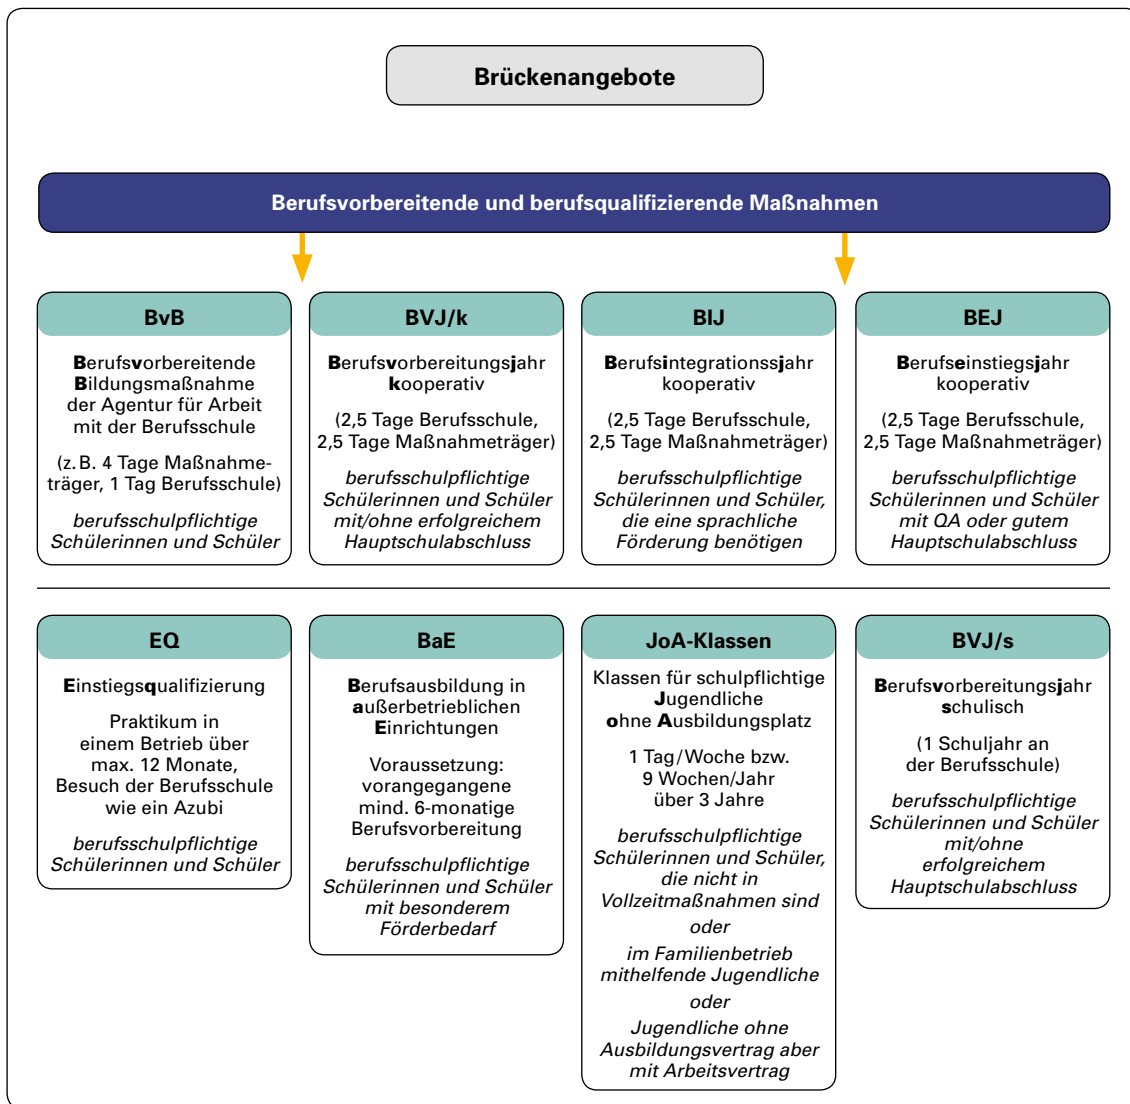 Brückenangebote
Berufsvorbereitende und berufsqualifizierende Maßnahmen
BvB
Berufsvorbereitende
Bildungsmaßnahme
der Agentur für Arbeit
mit der Berufsschule
(z. B. 4 Tage Maßnahme-
träger, 1 Tag Berufsschule)
berufsschulpflichtige
Schülerinnen und Schüler
BVJ/k
Berufsvorbereitungsjahr
kooperativ
(2,5 Tage Berufsschule,
2,5 Tage Maßnahmeträger)
berufsschulpflichtige
Schülerinnen und Schüler
mit/ohne erfolgreichem
Hauptschulabschluss
BIJ
Berufsintegrationssjahr
kooperativ
(2,5 Tage Berufsschule,
2,5 Tage Maßnahmeträger)
berufsschulpflichtige
Schülerinnen und Schüler,
die eine sprachliche
Förderung benötigen
BEJ
Berufseinstiegsjahr
kooperativ
(2,5 Tage Berufsschule,
2,5 Tage Maßnahmeträger)
berufsschulpflichtige
Schülerinnen und Schüler
mit QA oder gutem
Hauptschulabschluss
EQ
Einstiegsqualifizierung
Praktikum in
einem Betrieb über
max. 12 Monate,
Besuch der Berufsschule
wie ein Azubi
berufsschulpflichtige
Schülerinnen und Schüler
BaE
Berufsausbildung in
außerbetrieblichen
Einrichtungen
Voraussetzung:
vorangegangene
mind. 6-monatige
Berufsvorbereitung
berufsschulpflichtige
Schülerinnen und Schüler
mit besonderem
Förderbedarf
JoA-Klassen
Klassen für schulpflichtige
Jugendliche
ohne Ausbildungsplatz
1 Tag/Woche bzw.
9 Wochen/Jahr
über 3 Jahre
berufsschulpflichtige
Schülerinnen und Schüler,
die nicht in
Vollzeitmaßnahmen sind
oder
im Familienbetrieb
mithelfende Jugendliche
oder
Jugendliche ohne
Ausbildungsvertrag aber
mit Arbeitsvertrag
BVJ/s
Berufsvorbereitungsjahr
schulisch
(1 Schuljahr an
der Berufsschule)
berufsschulpflichtige
Schülerinnen und Schüler
mit/ohne
erfolgreichem
Hauptschulabschluss